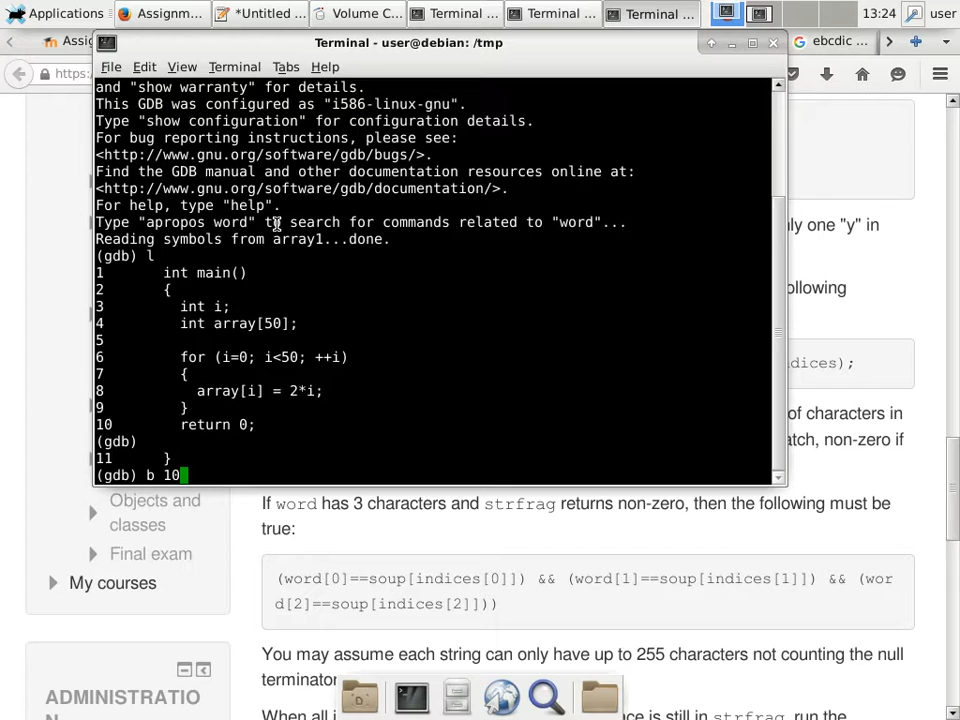 Applications
Assignm...
*Untitled ...
Volume C...
Terminal ...
Terminal ...
Terminal ...
13:24
user
Assig
ebcdic ...
https:
Terminal - user@debian: /tmp
File Edit View Terminal Tabs Help
and "show warranty" for details.
This GDB was configured as "i586-linux-gnu".
Type "show configuration" for configuration details.
For bug reporting instructions, please see:
<http://www.gnu.org/software/gdb/bugs/>.
Find the GDB manual and other documentation resources online at:
<http://www.gnu.org/software/gdb/documentation/>.
For help, type "help".
Type "apropos word" to search for commands related to "word"...
Reading symbols from array1...done.
(gdb) l
1 int main()
2 {
3 int i;
4 int array[50];
5
6 for (i=0; i<50; ++i)
7 {
8 array[i] = 2*i;
9 }
10 return 0;
(gdb)
11 }
(gdb) b 10
nly one "y" in
ollowing
dices);
of characters in
atch, non-zero if
Objects and
classes
Final exam
My courses
ADMINISTRATIO
N
If word has 3 characters and strfrag returns non-zero, then the following must be
true:
(word[0]==soup[indices[0]]) && (word[1]==soup[indices[1]]) && (wor
d[2]==soup[indices[2]]))
You may assume each string can only have up to 255 characters not counting the null
terminator
When all i
ce is still in strfrag, run the